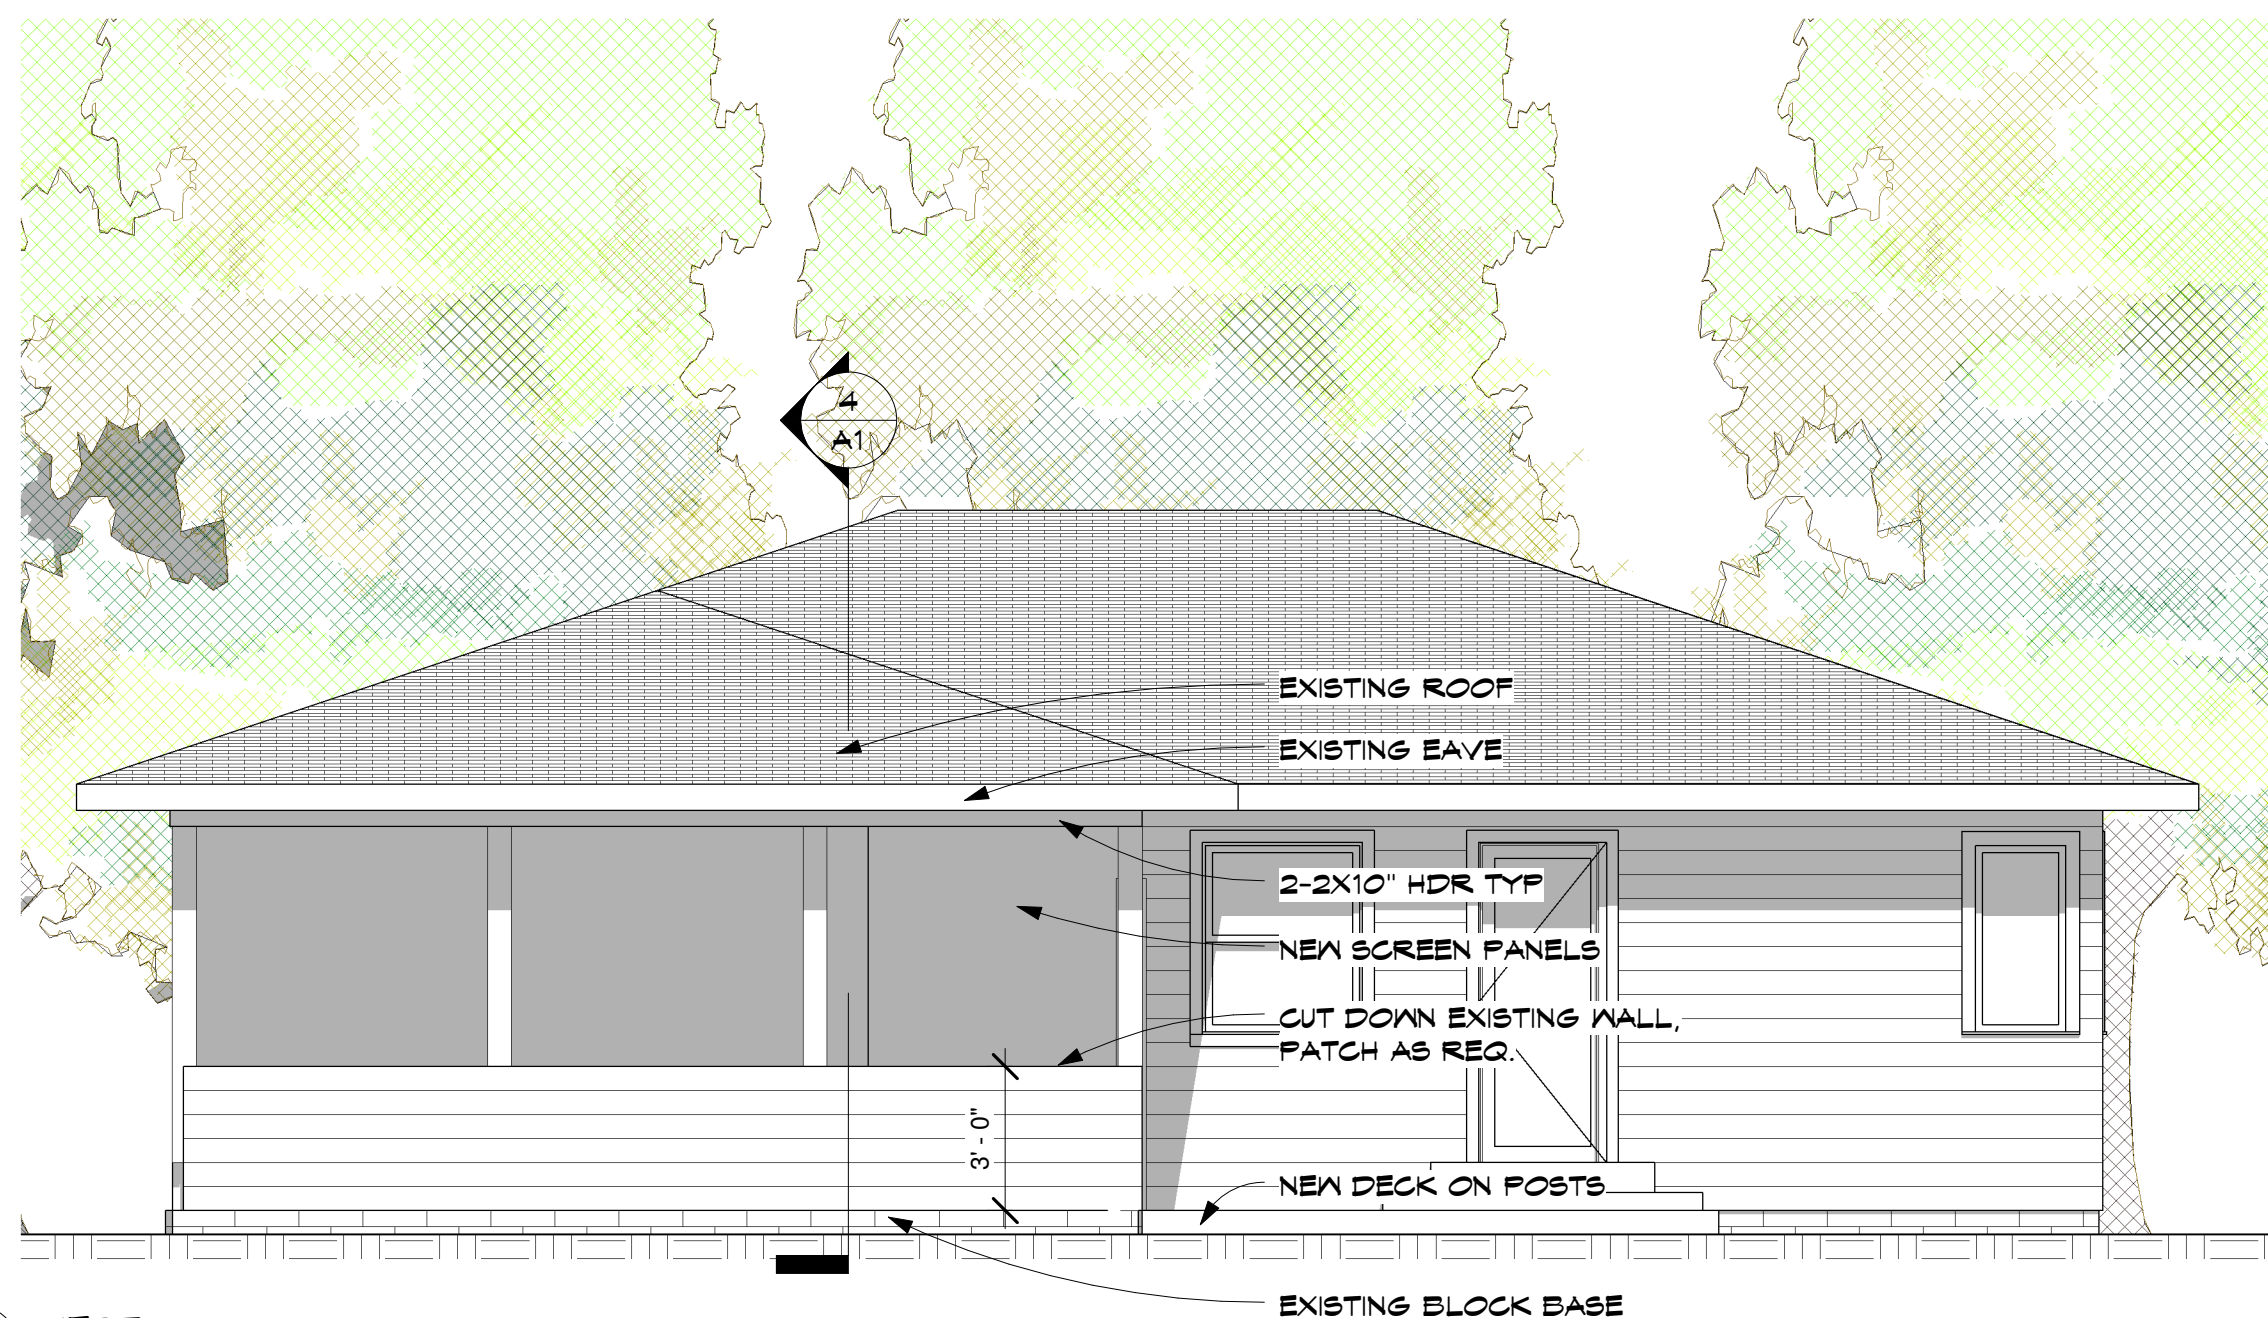 4
A1
EXISTING ROOF
EXISTING EAVE
2-2X10" HDR TYP
NEW SCREEN PANELS
CUT DOWN EXISTING WALL,
PATCH AS REQ.
3' - 0"
NEW DECK ON POSTS
EXISTING BLOCK BASE